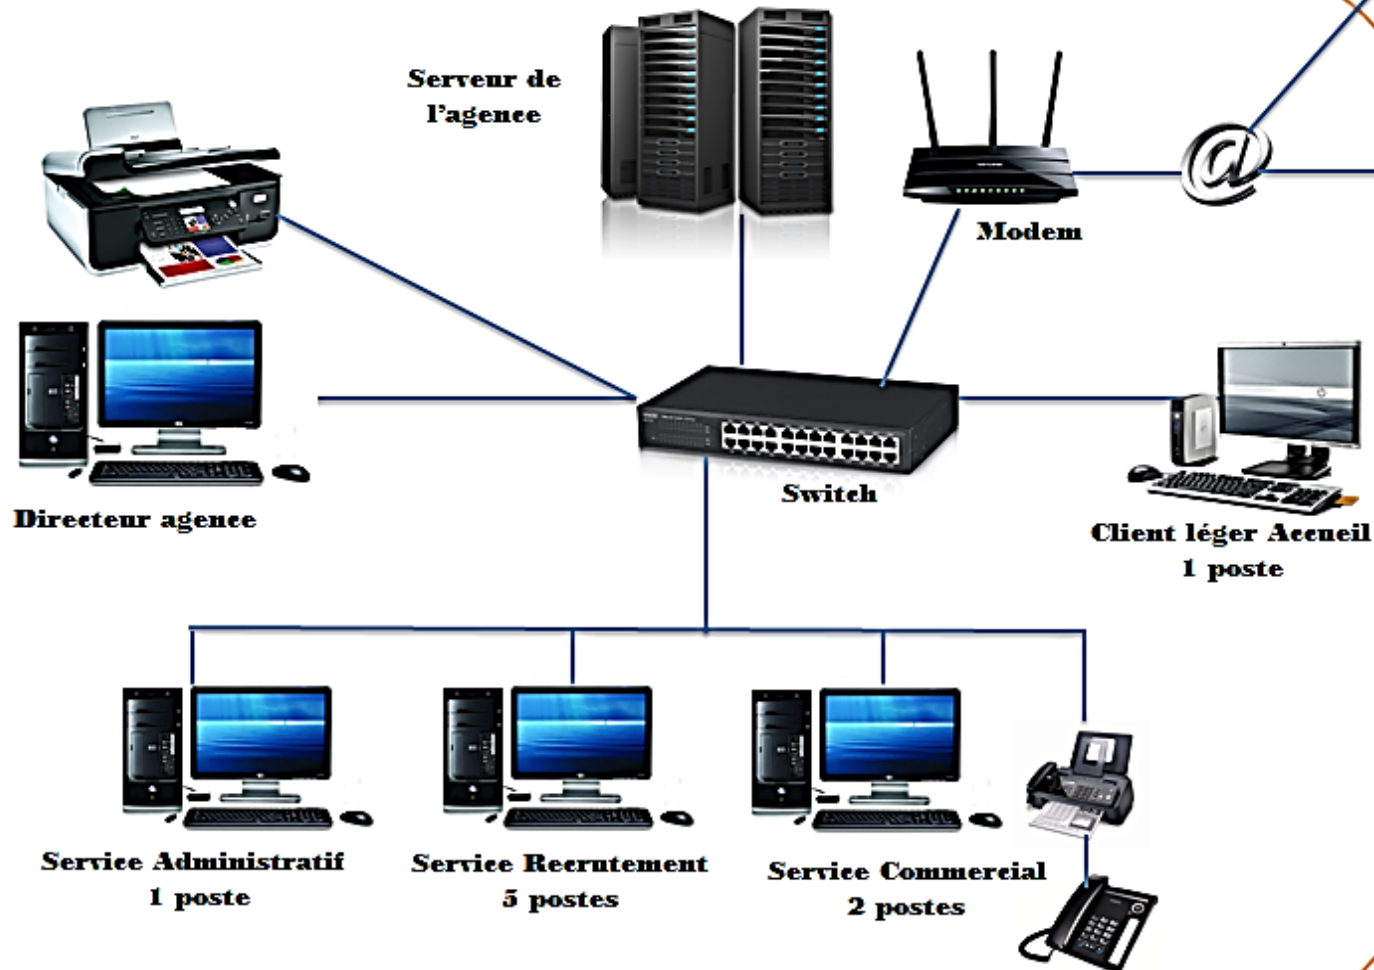 Serveur de
l'agence
Modem
Directeur agence
Switch
Client léger Accueil
1 poste
Service Administratif
1 poste
Service Recrutement
5 postes
Service Commercial
2 postes